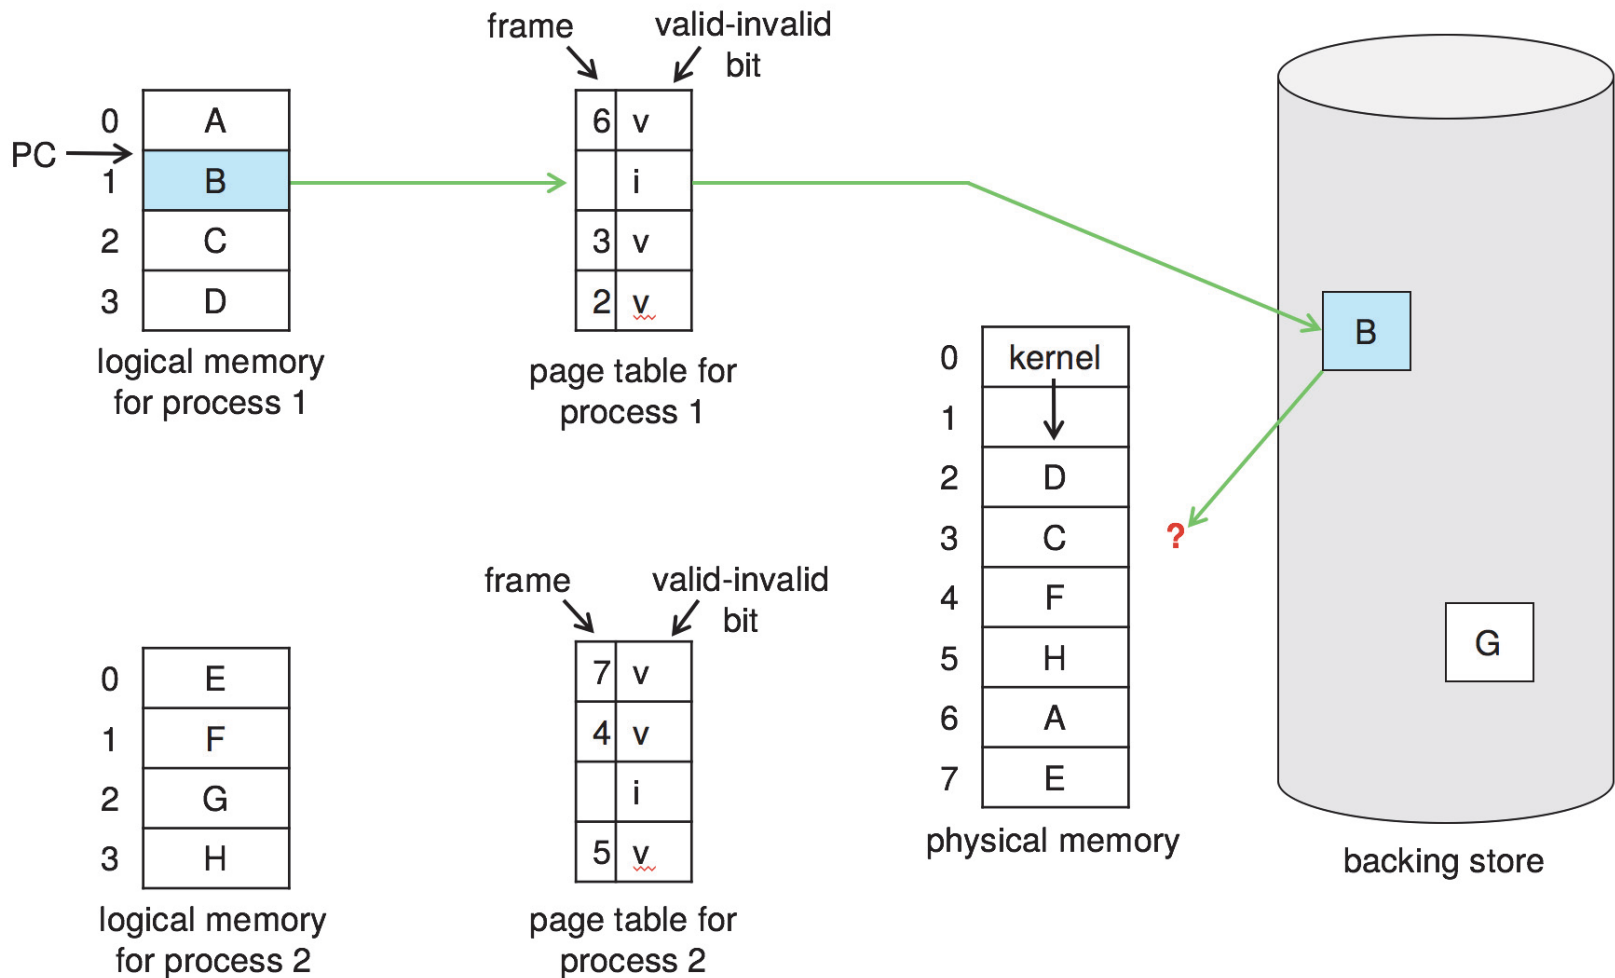 frame
valid-invalid
bit
PC
0 A
1 B
2 C
3 D
logical memory
for process 1
6 v
i
3 v
2 v
page table for
process 1
0 kernel
1
2 D
3 C
4 F
5 H
6 A
7 E
physical memory
?
B
G
backing store
0 E
1 F
2 G
3 H
logical memory
for process 2
frame
valid-invalid
bit
7 v
4 v
i
5 v
page table for
process 2